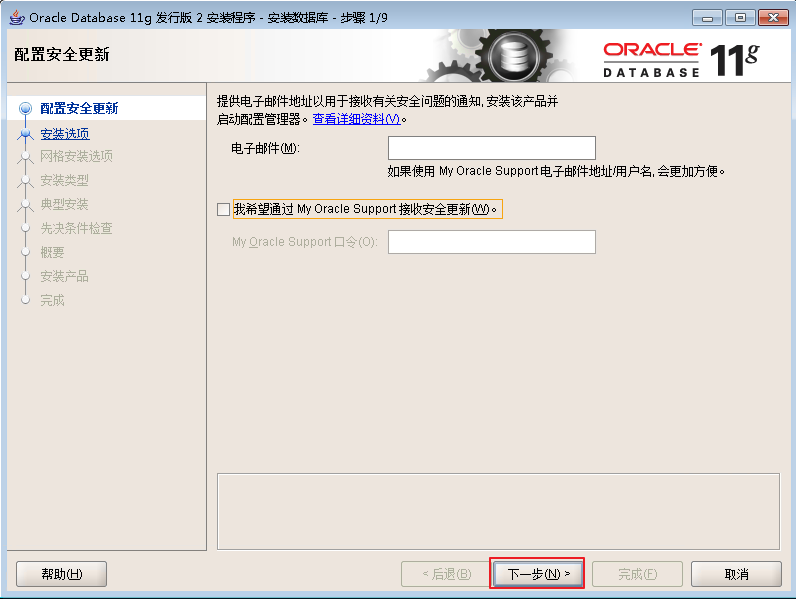 Oracle Database 11g 发行版 2 安装程序 - 安装数据库 - 步骤 1/9
配置安全更新
ORACLE
DATABASE
11g
配置安全更新
安装选项
网格安装选项
安装类型
典型安装
先决条件检查
概要
安装产品
完成
提供电子邮件地址以用于接收有关安全问题的通知, 安装该产品并
启动配置管理器。查看详细资料(V)。
电子邮件(M):
如果使用 My Oracle Support 电子邮件地址/用户名, 会更加方便。
我希望通过 My Oracle Support 接收安全更新(W)。
My Oracle Support 口令(O):
帮助(H)
< 后退(B)
下一步(N) >
完成(F)
取消